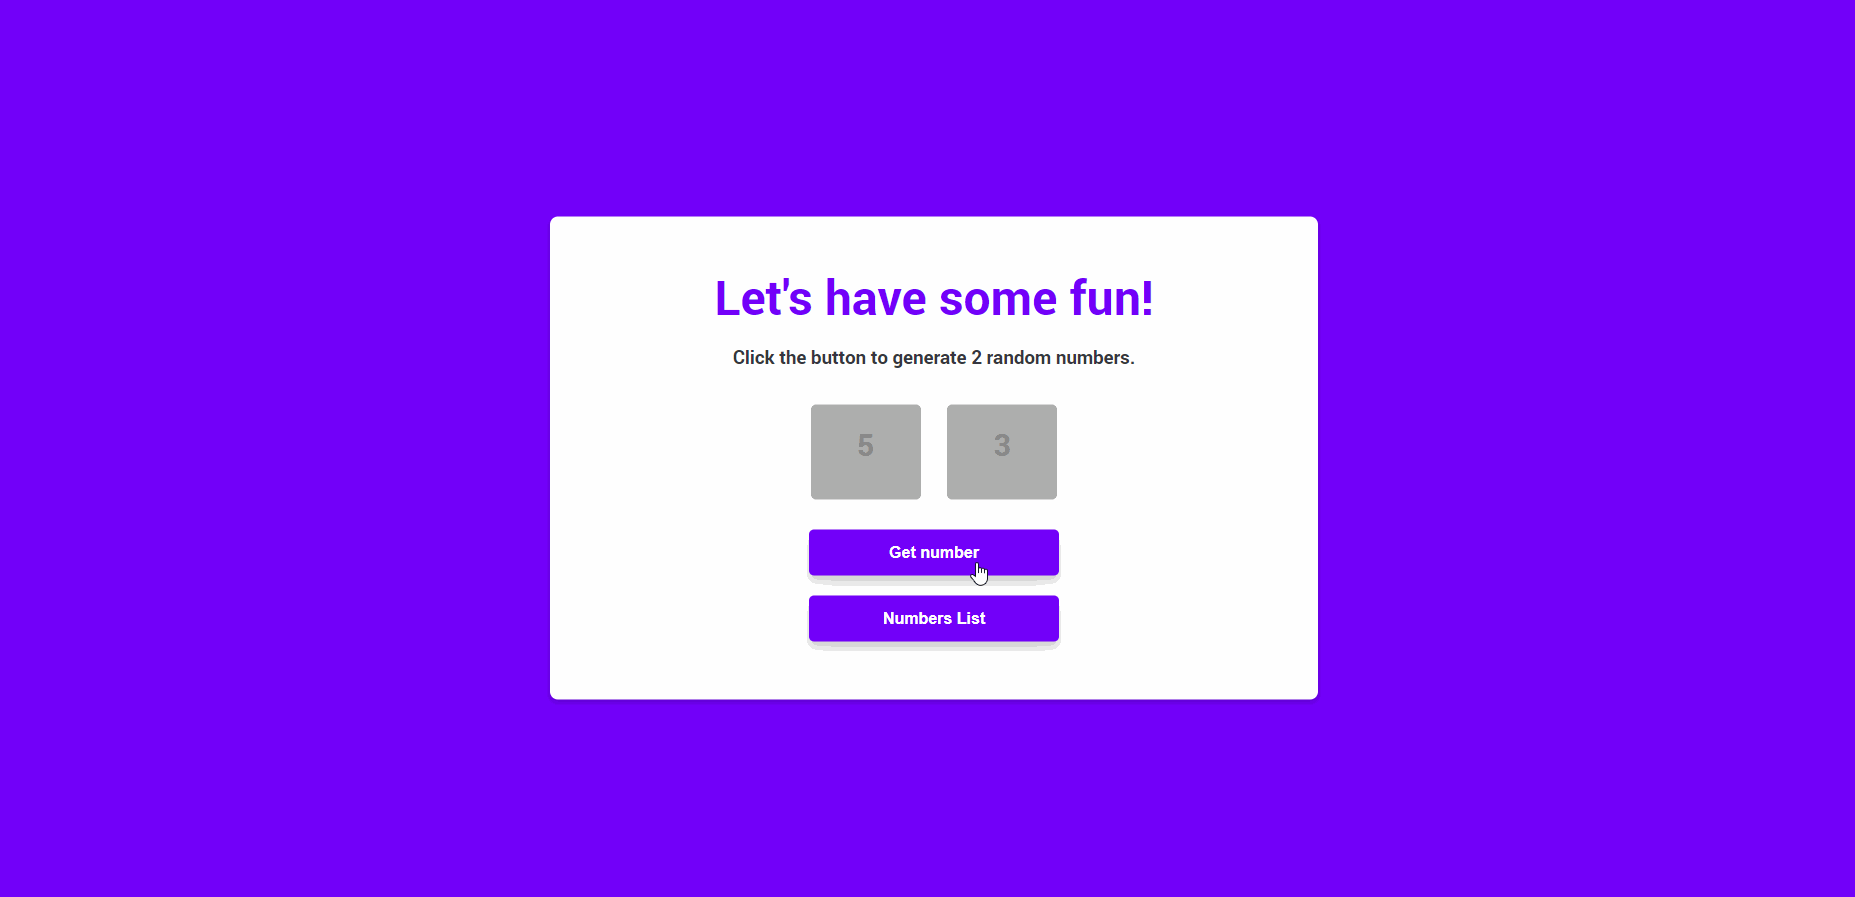 Let's have some fun!
Click the button to generate 2 random numbers.
5 3
Get number
Numbers List